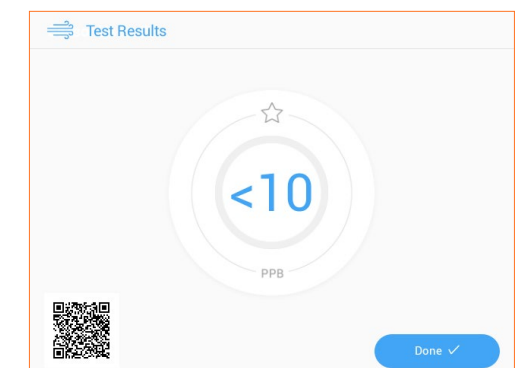 Test Results
<10
PPB
Done ✓